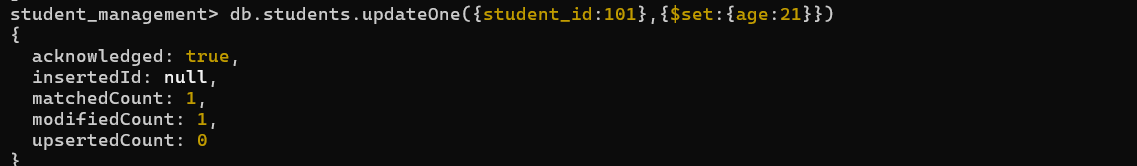 student_management> db.students.updateOne({student_id:101},{$set:{age:21}})
{
  acknowledged: true,
  insertedId: null,
  matchedCount: 1,
  modifiedCount: 1,
  upsertedCount: 0
}